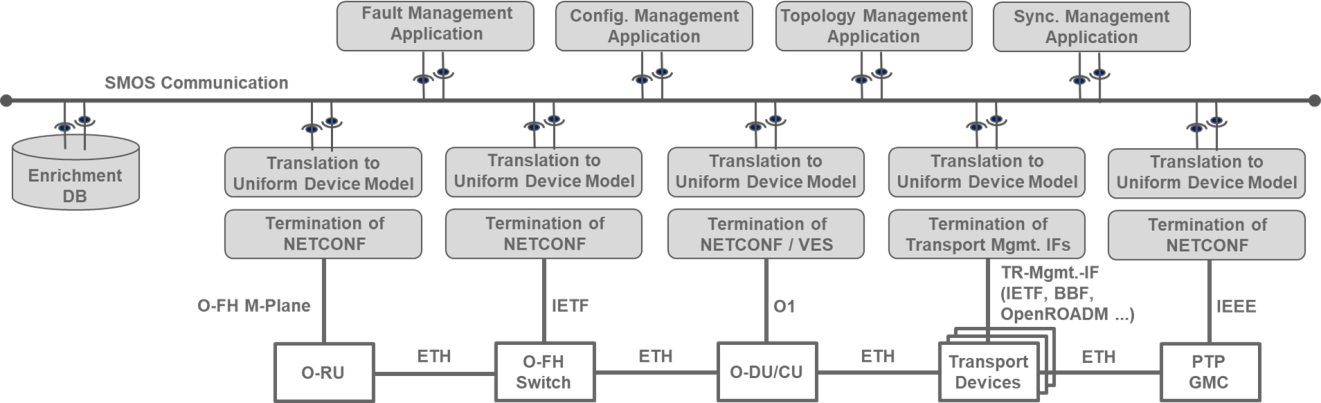 Fault Management
Application
Config. Management
Application
Topology Management
Application
Sync. Management
Application
SMOS Communication
Enrichment
DB
Translation to
Uniform Device Model
Translation to
Uniform Device Model
Translation to
Uniform Device Model
Translation to
Uniform Device Model
Translation to
Uniform Device Model
Termination of
NETCONF
Termination of
NETCONF
Termination of
NETCONF / VES
Termination of
Transport Mgmt. IFs
Termination of
NETCONF
O-FH M-Plane
IETF
O1
TR-Mgmt.-IF
(IETF, BBF,
OpenROADM ...)
IEEE
O-RU
ETH
O-FH
Switch
ETH
O-DU/CU
ETH
Transport
Devices
ETH
PTP
GMC